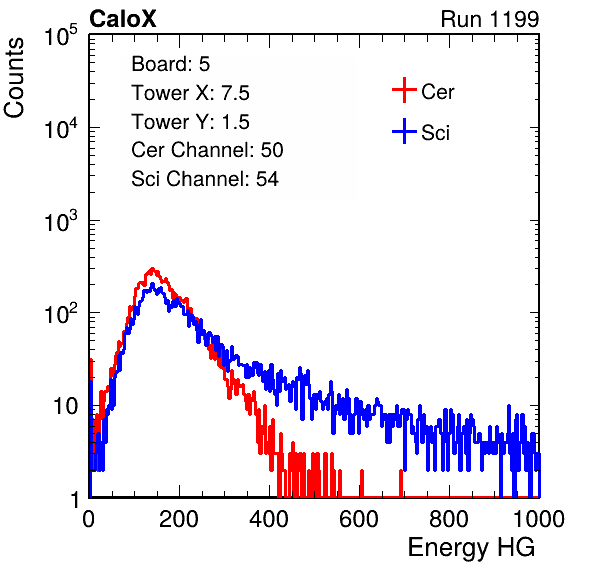 CaloX Run 1199
Counts
10^5
10^4
10^3
10^2
10
1
Board: 5
Tower X: 7.5
Tower Y: 1.5
Cer Channel: 50
Sci Channel: 54
Cer
Sci
0 200 400 600 800 1000
Energy HG